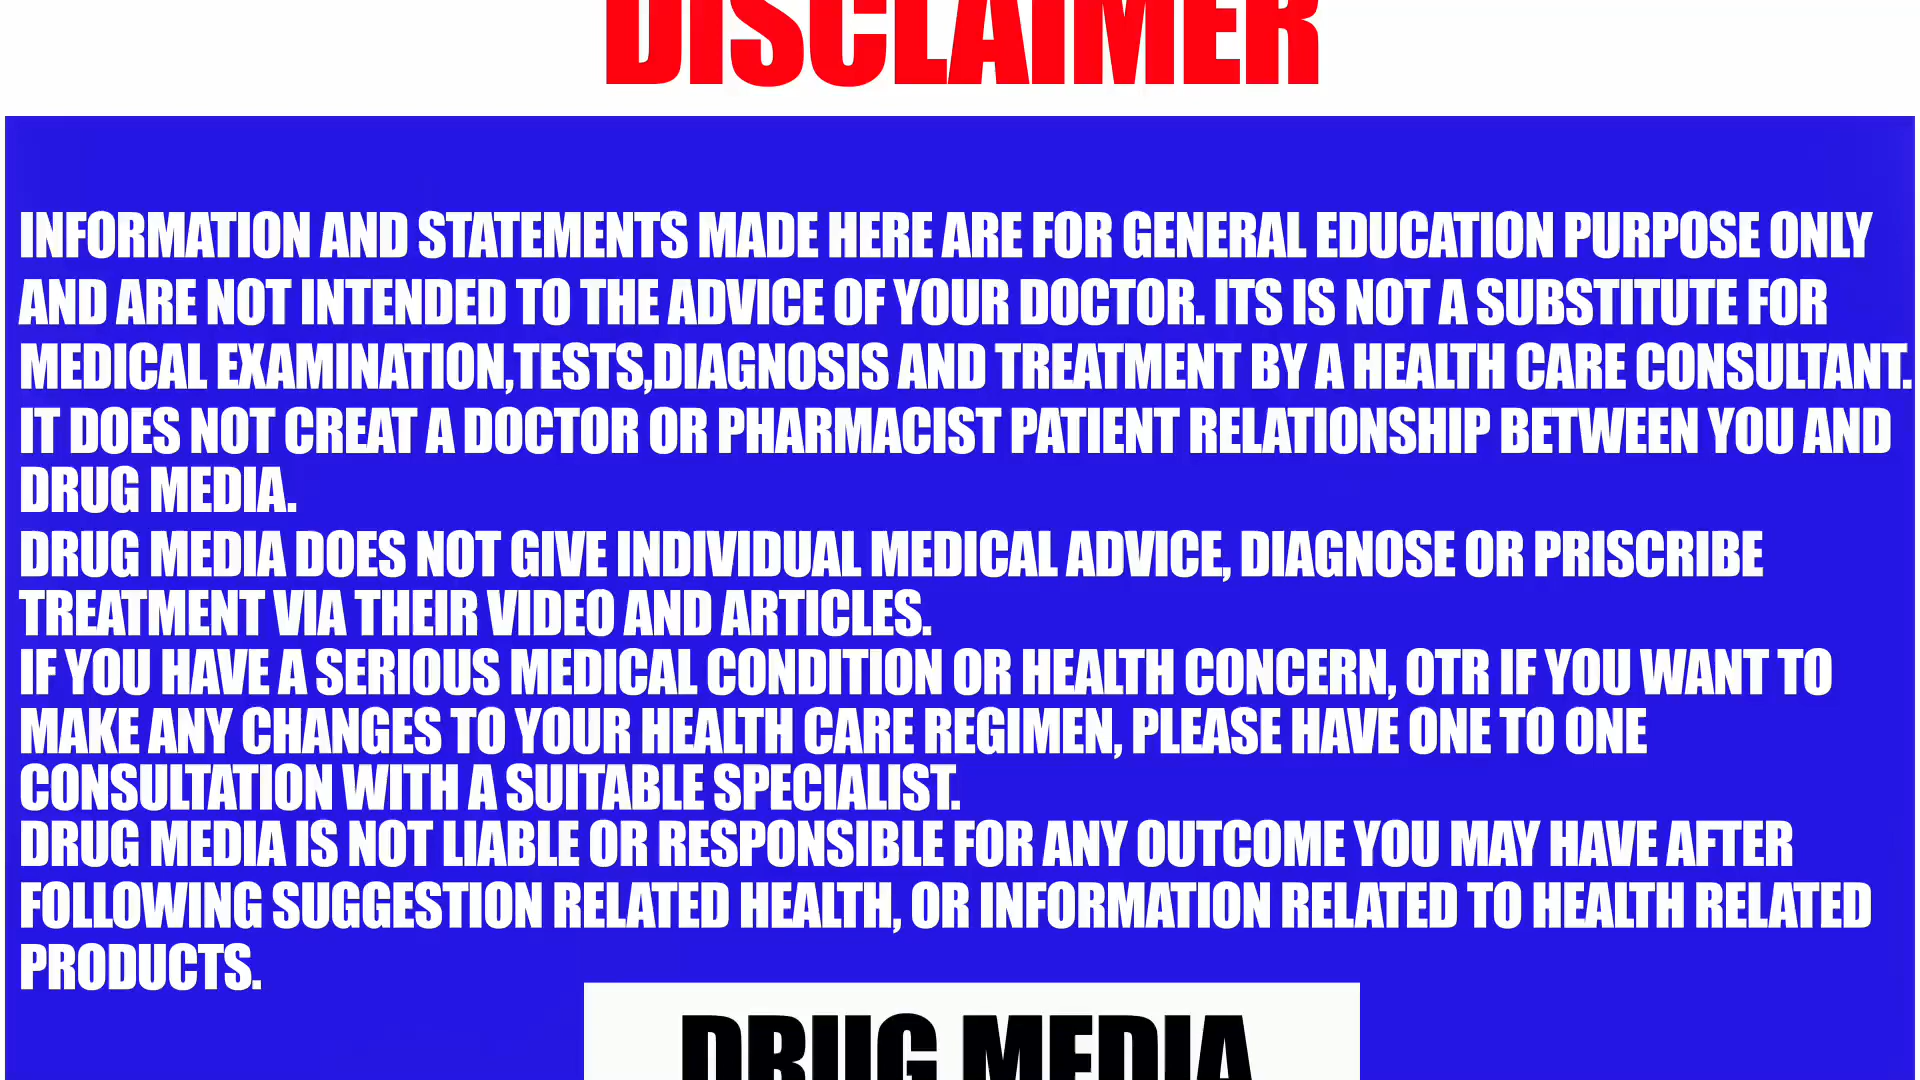 DISCLAIMER
INFORMATION AND STATEMENTS MADE HERE ARE FOR GENERAL EDUCATION PURPOSE ONLY
AND ARE NOT INTENDED TO THE ADVICE OF YOUR DOCTOR. ITS IS NOT A SUBSTITUTE FOR
MEDICAL EXAMINATION,TESTS,DIAGNOSIS AND TREATMENT BY A HEALTH CARE CONSULTANT.
IT DOES NOT CREAT A DOCTOR OR PHARMACIST PATIENT RELATIONSHIP BETWEEN YOU AND
DRUG MEDIA.
DRUG MEDIA DOES NOT GIVE INDIVIDUAL MEDICAL ADVICE, DIAGNOSE OR PRISCRIBE
TREATMENT VIA THEIR VIDEO AND ARTICLES.
IF YOU HAVE A SERIOUS MEDICAL CONDITION OR HEALTH CONCERN, OTR IF YOU WANT TO
MAKE ANY CHANGES TO YOUR HEALTH CARE REGIMEN, PLEASE HAVE ONE TO ONE
CONSULTATION WITH A SUITABLE SPECIALIST.
DRUG MEDIA IS NOT LIABLE OR RESPONSIBLE FOR ANY OUTCOME YOU MAY HAVE AFTER
FOLLOWING SUGGESTION RELATED HEALTH, OR INFORMATION RELATED TO HEALTH RELATED
PRODUCTS.
DRUG MEDIA